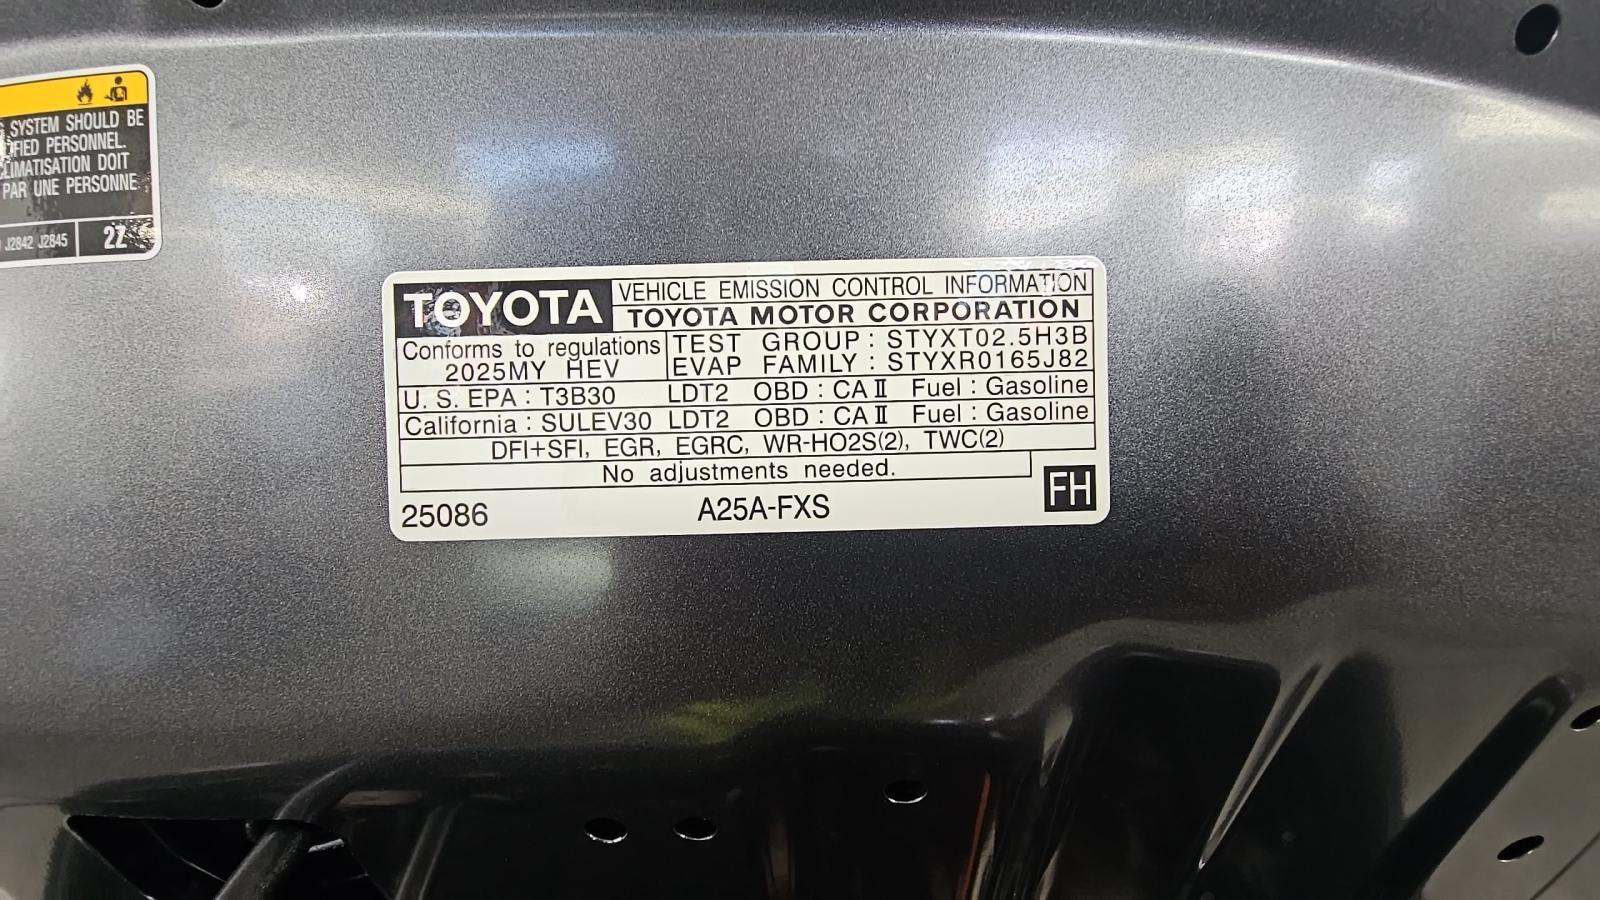 SYSTEM SHOULD BE
PERSONNEL.
CLIMATISATION DOIT
PAR UNE PERSONNE
J2842 J2845
2Z
TOYOTA
VEHICLE EMISSION CONTROL INFORMATION
TOYOTA MOTOR CORPORATION
Conforms to regulations
2025MY HEV
TEST GROUP : STYXT02.5H3B
EVAP FAMILY : STYXR0165J82
U. S. EPA : T3B30 LDT2 OBD : CA II Fuel : Gasoline
California : SULEV30 LDT2 OBD : CA II Fuel : Gasoline
DFI+SFI, EGR, EGRC, WR-HO2S(2), TWC(2)
No adjustments needed.
25086
A25A-FXS
FH